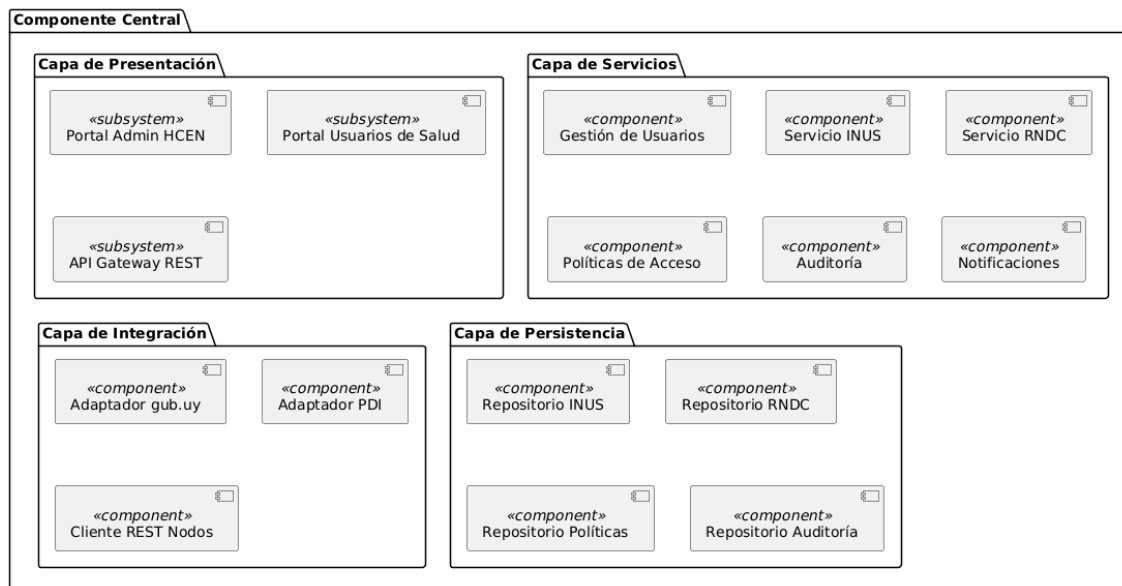 Componente Central
Capa de Presentación
«subsystem»
Portal Admin HCEN
«subsystem»
Portal Usuarios de Salud
«subsystem»
API Gateway REST
Capa de Servicios
«component»
Gestión de Usuarios
«component»
Servicio INUS
«component»
Servicio RNDC
«component»
Políticas de Acceso
«component»
Auditoría
«component»
Notificaciones
Capa de Integración
«component»
Adaptador gub.uy
«component»
Adaptador PDI
«component»
Cliente REST Nodos
Capa de Persistencia
«component»
Repositorio INUS
«component»
Repositorio RNDC
«component»
Repositorio Políticas
«component»
Repositorio Auditoría